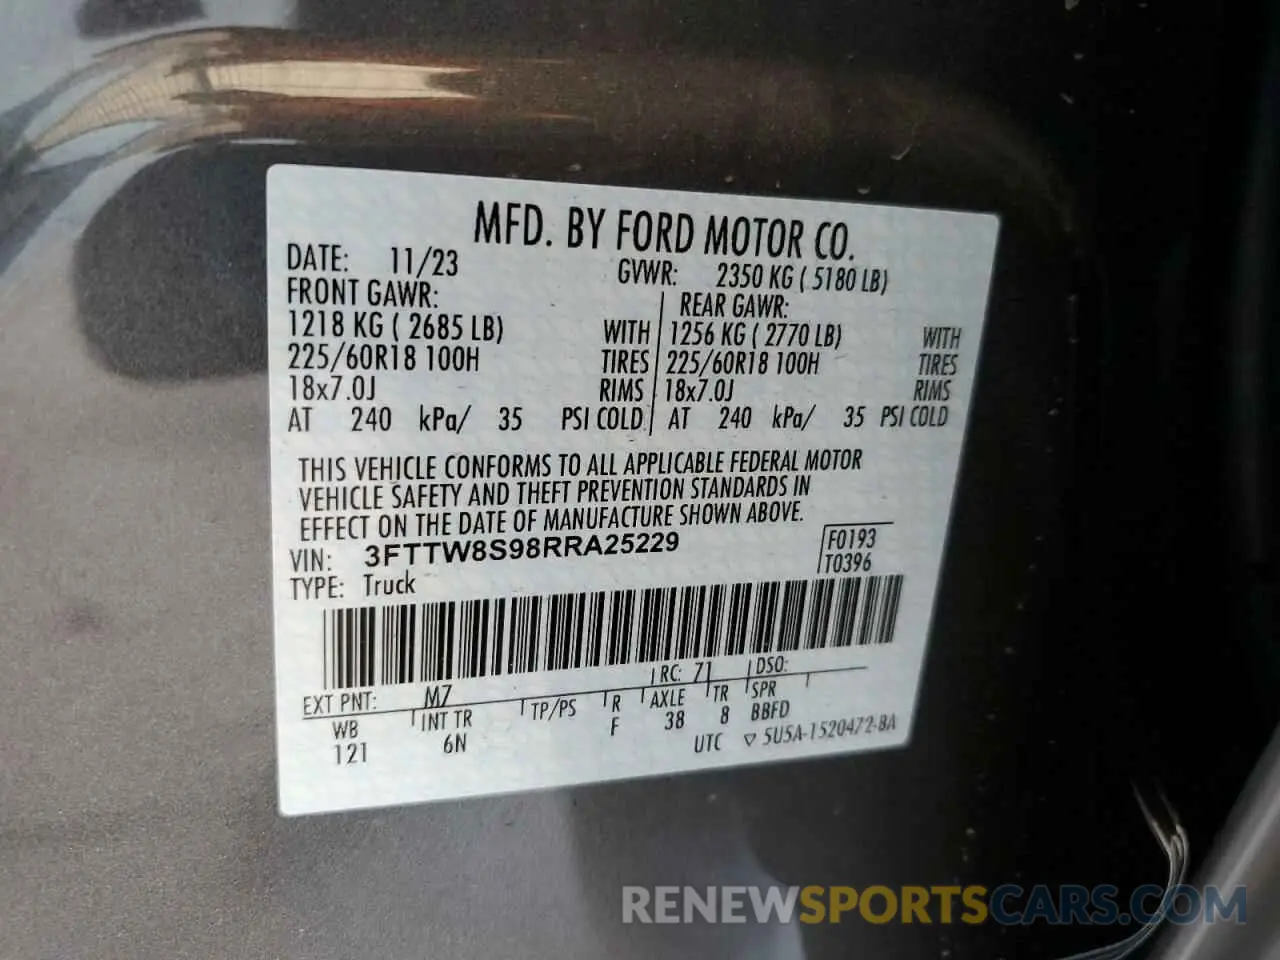 MFD. BY FORD MOTOR CO.
DATE: 11/23 GVWR: 2350 KG ( 5180 LB)
FRONT GAWR: REAR GAWR:
1218 KG ( 2685 LB) WITH 1256 KG ( 2770 LB) WITH
225/60R18 100H TIRES 225/60R18 100H TIRES
18x7.0J RIMS 18x7.0J RIMS
AT 240 kPa/ 35 PSI COLD AT 240 kPa/ 35 PSI COLD
THIS VEHICLE CONFORMS TO ALL APPLICABLE FEDERAL MOTOR
VEHICLE SAFETY AND THEFT PREVENTION STANDARDS IN
EFFECT ON THE DATE OF MANUFACTURE SHOWN ABOVE.
VIN: 3FTTW8S98RRA25229 F0193
TYPE: Truck T0396
EXT PNT: M7 RC: 71 DSO:
WB INT TR TP/PS R AXLE TR SPR
121 6N F 38 8 BBFD
UTC ▽ 5U5A-1520472-BA
RENEWSPORTSCARS.COM